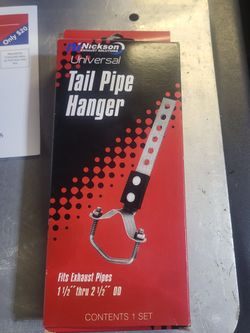 Only $20
Nickson
Universal
Tail Pipe
Hanger
Fits Exhaust Pipes
1 1/2" thru 2 1/2" OD
CONTENTS 1 SET